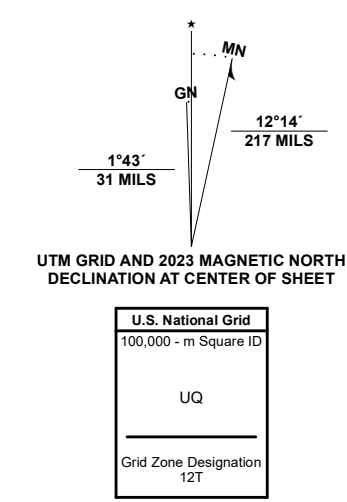 ★
MN
GN
12°14´
217 MILS
1°43´
31 MILS
UTM GRID AND 2023 MAGNETIC NORTH
DECLINATION AT CENTER OF SHEET
U.S. National Grid
100,000 - m Square ID
UQ
Grid Zone Designation
12T